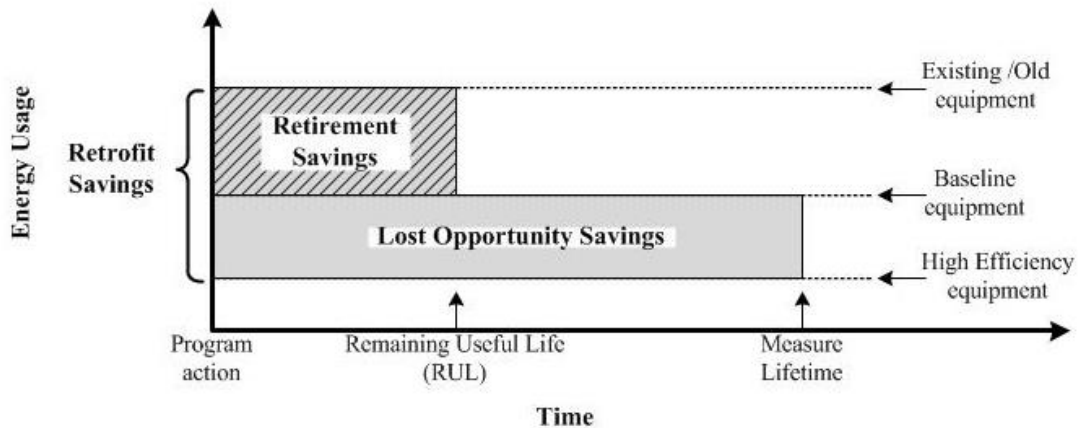 Energy Usage
Retrofit
Savings
Retirement
Savings
Lost Opportunity Savings
Existing /Old
equipment
Baseline
equipment
High Efficiency
equipment
Program
action
Remaining Useful Life
(RUL)
Measure
Lifetime
Time